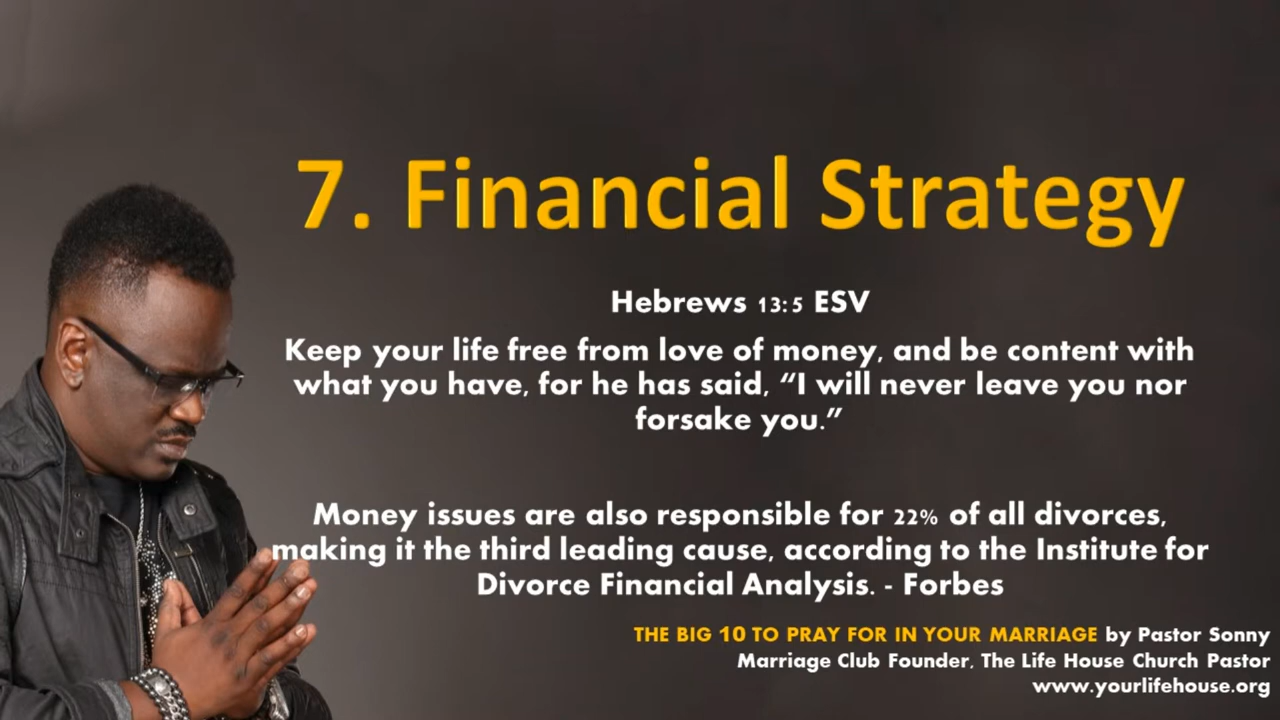 7. Financial Strategy
Hebrews 13:5 ESV
Keep your life free from love of money, and be content with
what you have, for he has said, “I will never leave you nor
forsake you.”
Money issues are also responsible for 22% of all divorces,
making it the third leading cause, according to the Institute for
Divorce Financial Analysis. - Forbes
THE BIG 10 TO PRAY FOR IN YOUR MARRIAGE by Pastor Sonny
Marriage Club Founder, The Life House Church Pastor
www.yourlifehouse.org